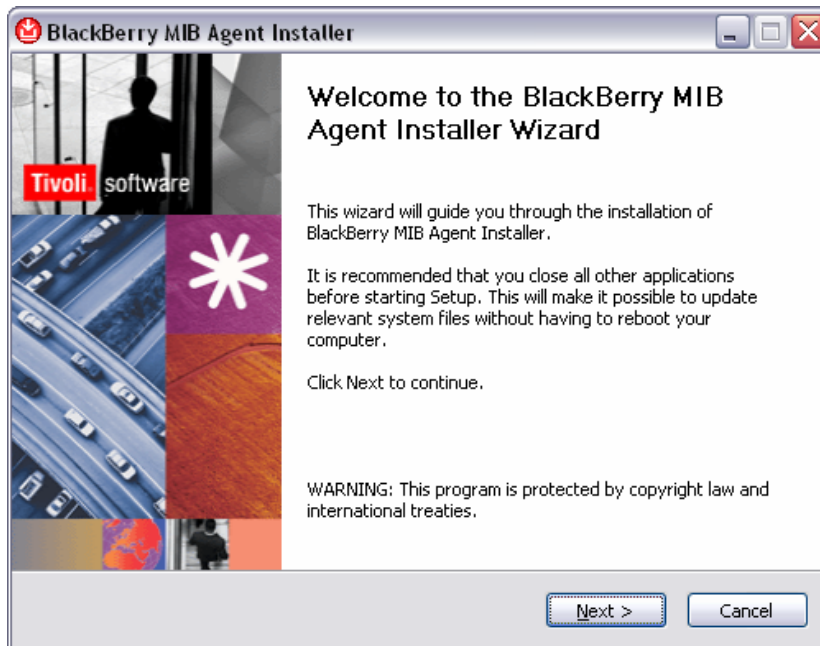 BlackBerry MIB Agent Installer
Welcome to the BlackBerry MIB
Agent Installer Wizard
Tivoli. software
This wizard will guide you through the installation of
BlackBerry MIB Agent Installer.
It is recommended that you close all other applications
before starting Setup. This will make it possible to update
relevant system files without having to reboot your
computer.
Click Next to continue.
WARNING: This program is protected by copyright law and
international treaties.
Next >
Cancel